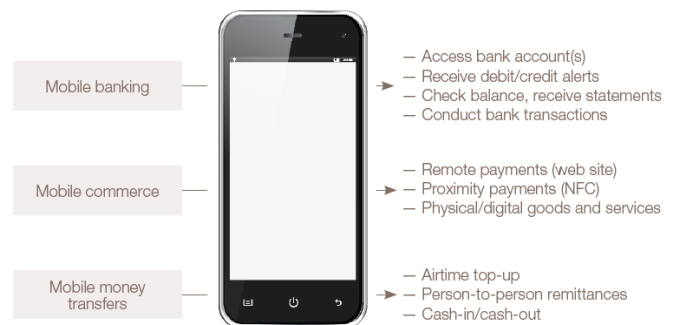 Mobile banking
— Access bank account(s)
— Receive debit/credit alerts
— Check balance, receive statements
— Conduct bank transactions
Mobile commerce
— Remote payments (web site)
— Proximity payments (NFC)
— Physical/digital goods and services
Mobile money
transfers
— Airtime top-up
— Person-to-person remittances
— Cash-in/cash-out